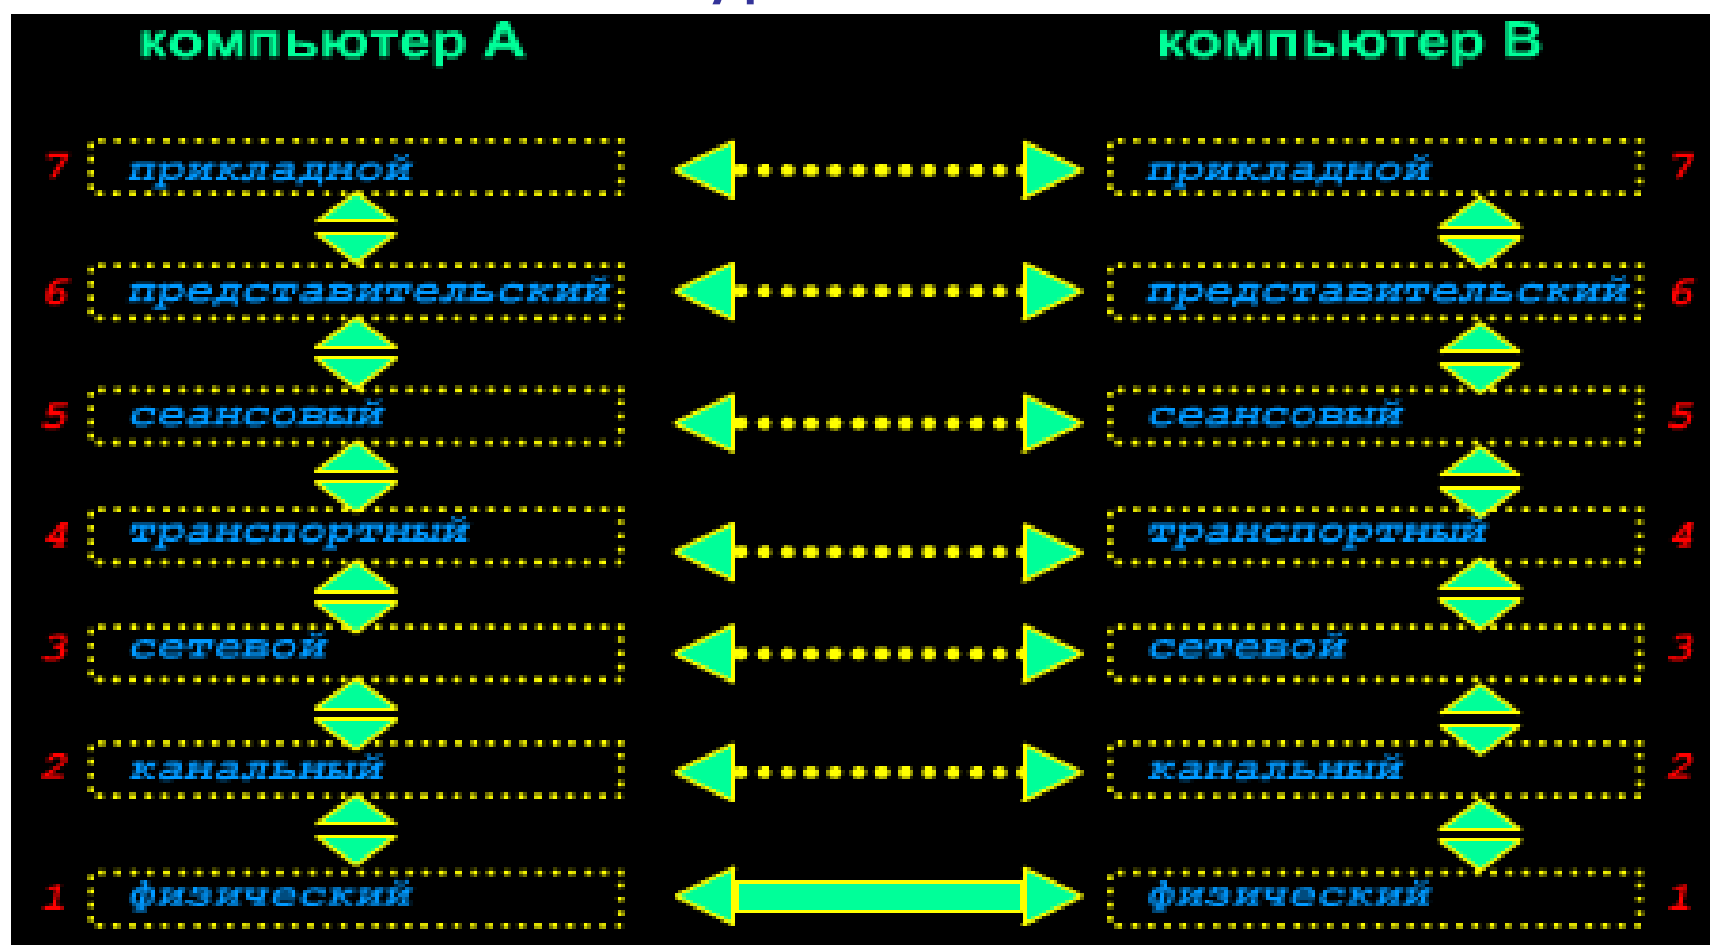 компьютер A компьютер B
7 прикладной прикладной 7
6 представительский представительский 6
5 сеансовый сеансовый 5
4 транспортный транспортный 4
3 сетевой сетевой 3
2 канальный канальный 2
1 физический физический 1